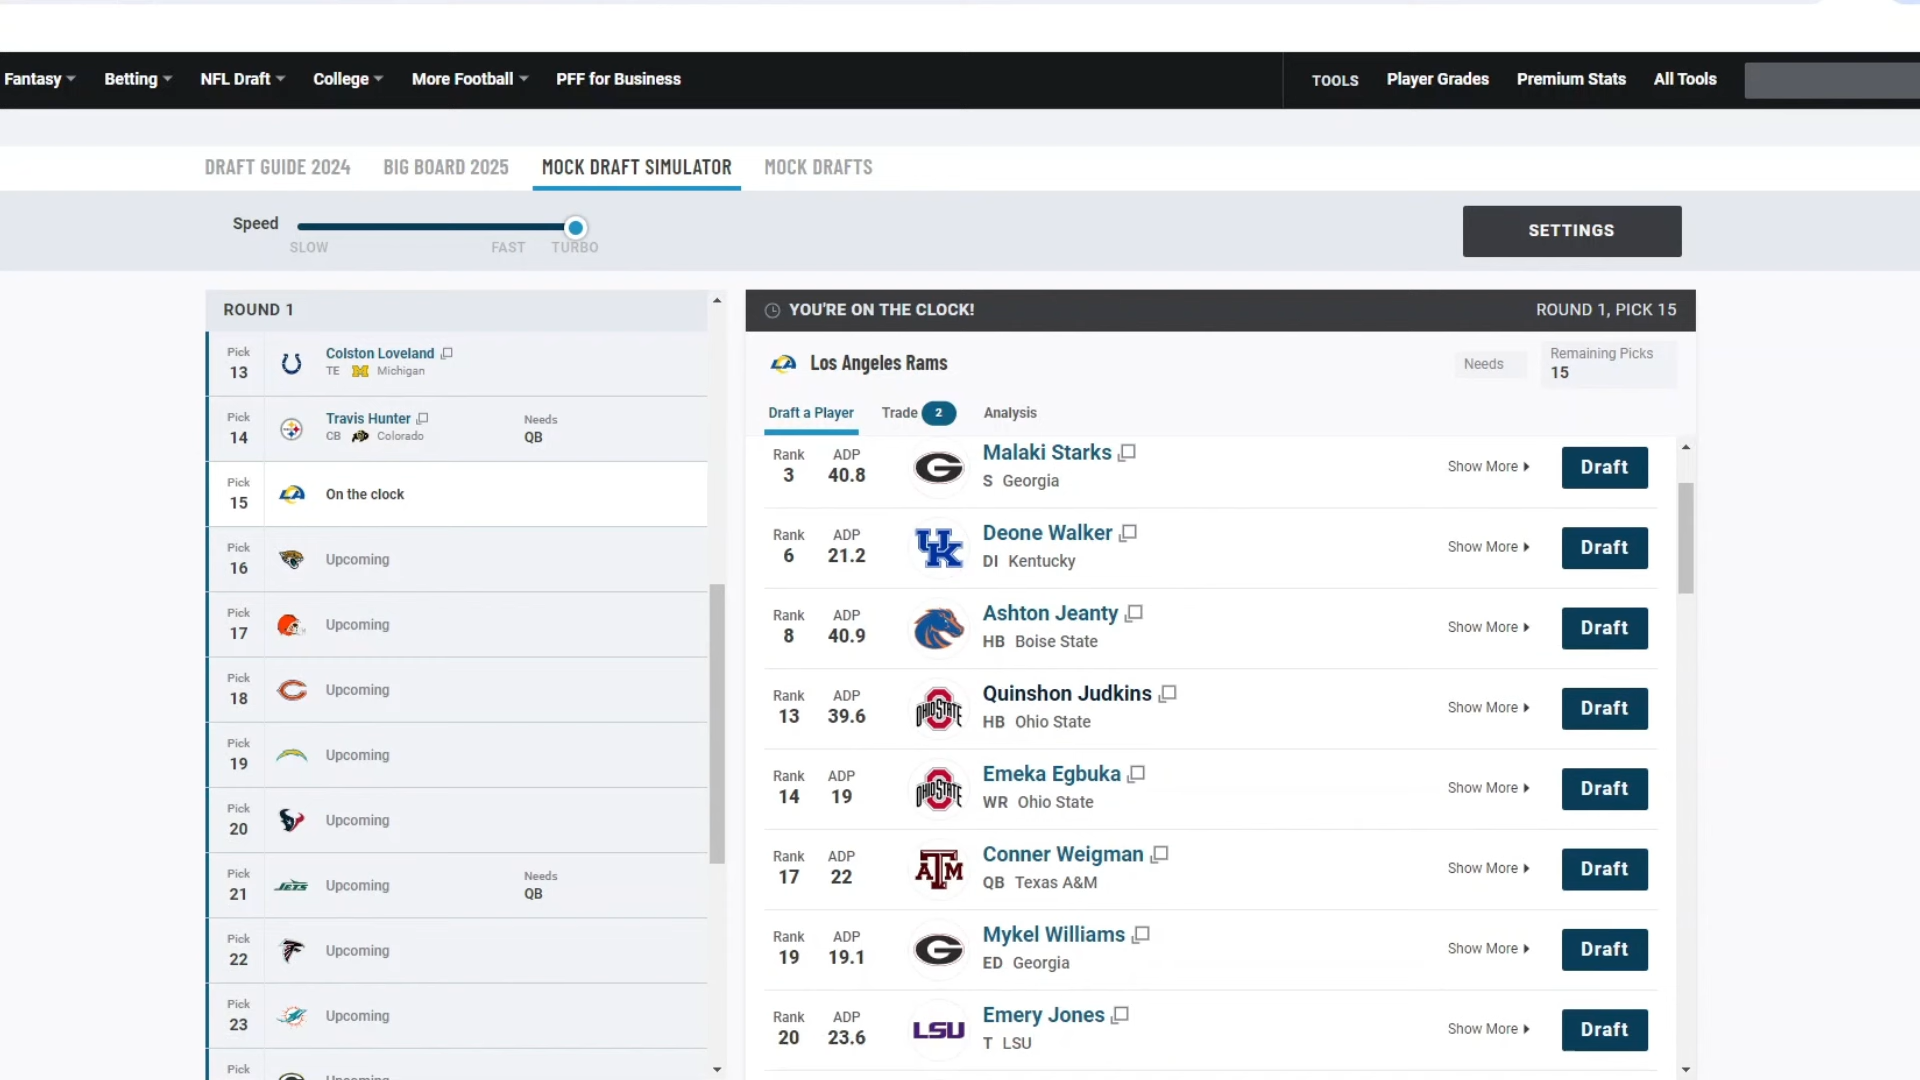 Fantasy Betting NFL Draft College More Football PFF for Business TOOLS Player Grades Premium Stats All Tools
DRAFT GUIDE 2024 BIG BOARD 2025 MOCK DRAFT SIMULATOR MOCK DRAFTS
Speed
SLOW FAST TURBO
SETTINGS
ROUND 1
Pick 13
Colston Loveland
TE Michigan
Pick 14
Travis Hunter
CB Colorado
Needs
QB
Pick 15
On the clock
Pick 16
Upcoming
Pick 17
Upcoming
Pick 18
Upcoming
Pick 19
Upcoming
Pick 20
Upcoming
Pick 21
Upcoming
Needs
QB
JETS
Pick 22
Upcoming
Pick 23
Upcoming
Pick
Upcoming
YOU'RE ON THE CLOCK! ROUND 1, PICK 15
Los Angeles Rams
Needs
Remaining Picks
15
Draft a Player Trade 2 Analysis
Rank ADP
3 40.8
G
Malaki Starks
S Georgia
Show More Draft
Rank ADP
6 21.2
UK
Deone Walker
DI Kentucky
Show More Draft
Rank ADP
8 40.9
Ashton Jeanty
HB Boise State
Show More Draft
Rank ADP
13 39.6
OHIO STATE
Quinshon Judkins
HB Ohio State
Show More Draft
Rank ADP
14 19
OHIO STATE
Emeka Egbuka
WR Ohio State
Show More Draft
Rank ADP
17 22
ATM
Conner Weigman
QB Texas A&M
Show More Draft
Rank ADP
19 19.1
G
Mykel Williams
ED Georgia
Show More Draft
Rank ADP
20 23.6
LSU
Emery Jones
T LSU
Show More Draft